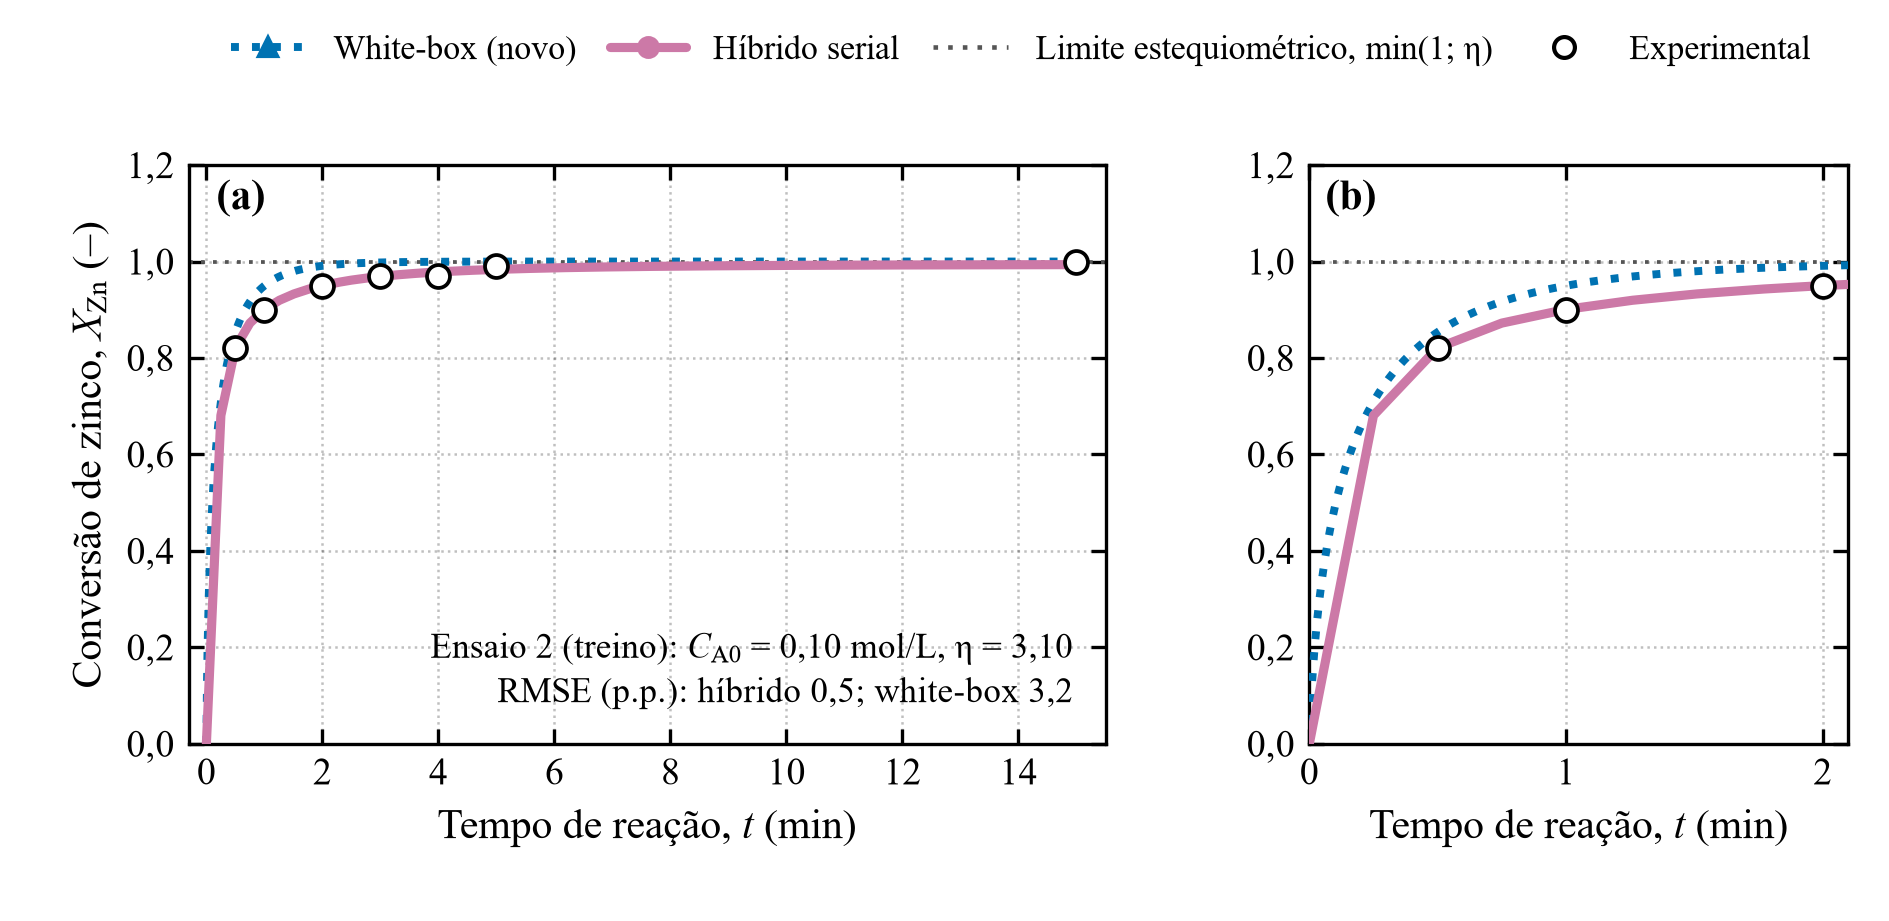 White-box (novo) Híbrido serial Limite estequiométrico, min(1; η) Experimental
(a)
1,2
1,0
0,8
0,6
0,4
0,2
0,0
Conversão de zinco, X_Zn (−)
Ensaio 2 (treino): C_A0 = 0,10 mol/L, η = 3,10
RMSE (p.p.): híbrido 0,5; white-box 3,2
0 2 4 6 8 10 12 14
Tempo de reação, t (min)
(b)
1,2
1,0
0,8
0,6
0,4
0,2
0,0
0 1 2
Tempo de reação, t (min)